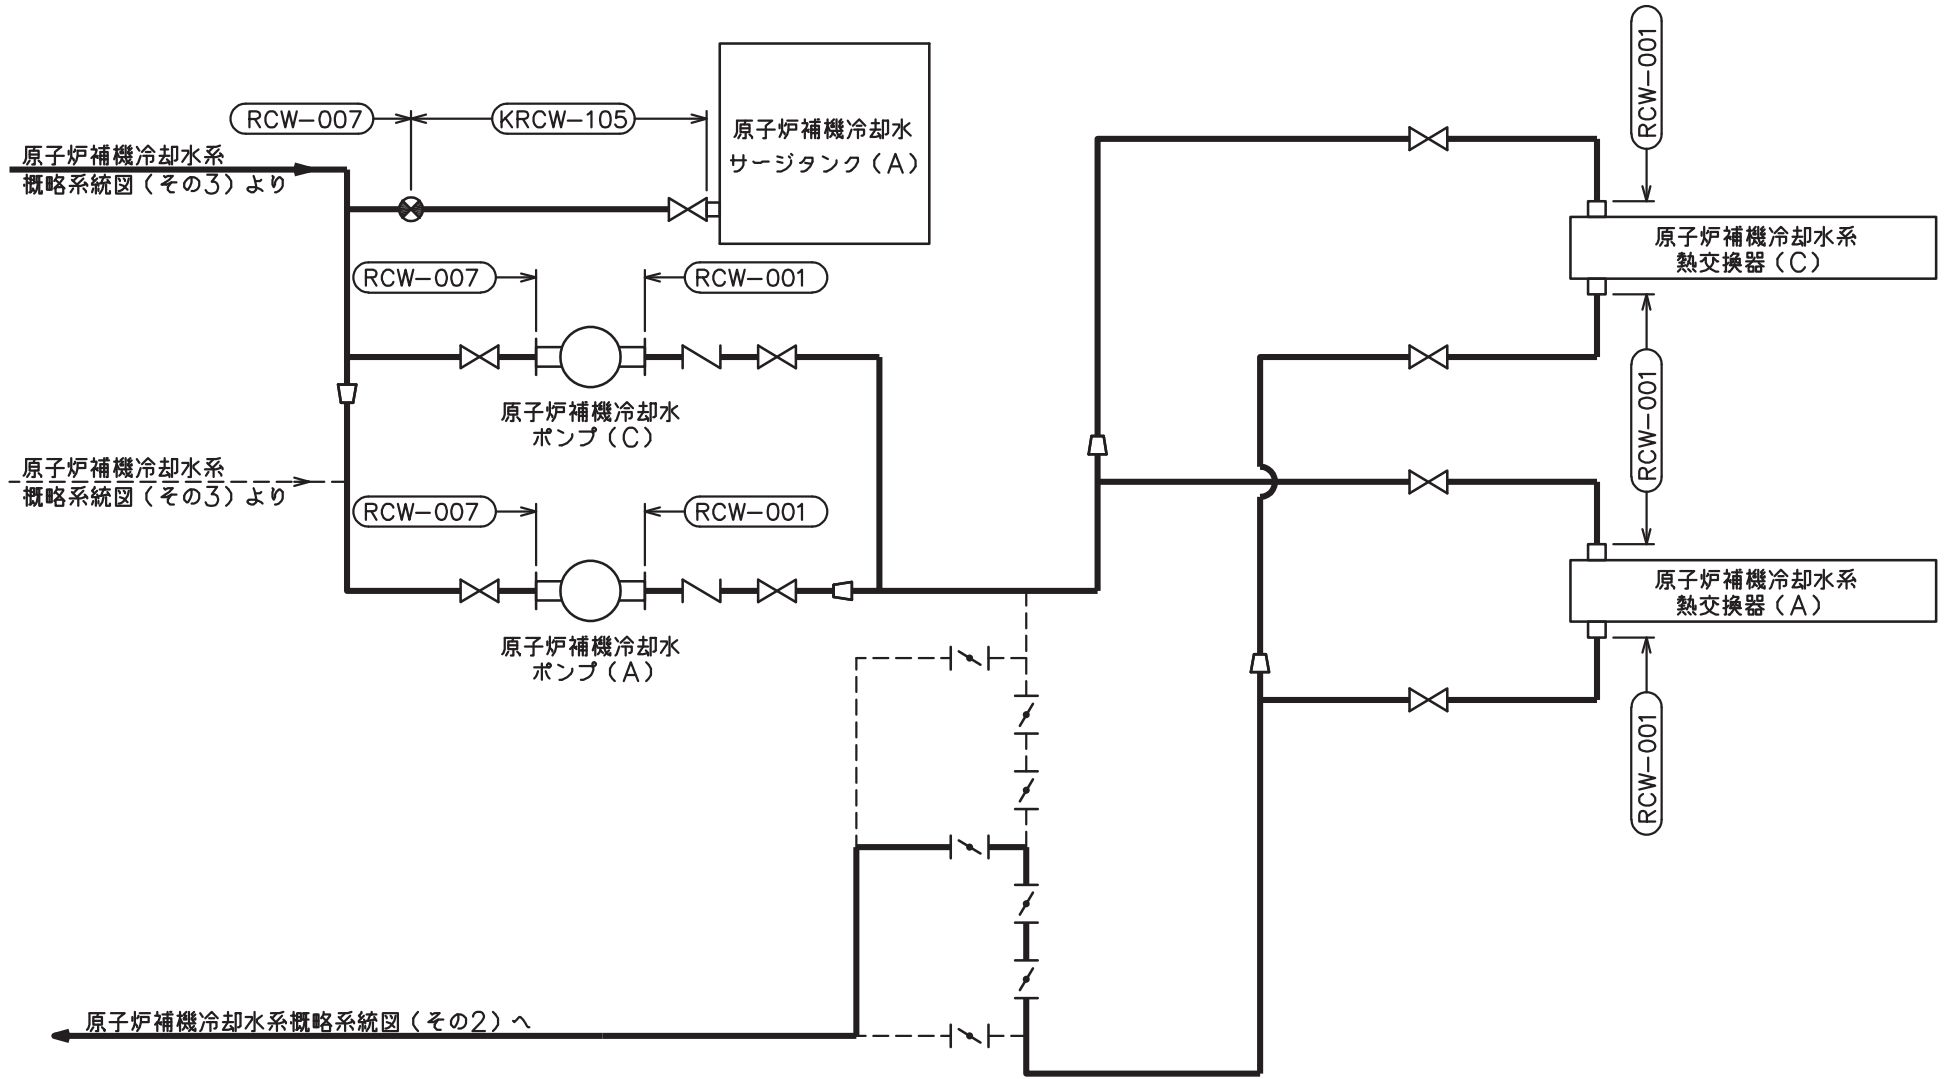 RCW-001
RCW-007
KRCW-105
原子炉補機冷却水
サージタンク(A)
原子炉補機冷却水系
概略系統図(その3)より
原子炉補機冷却水系
熱交換器(C)
RCW-007
RCW-001
原子炉補機冷却水
ポンプ(C)
RCW-001
原子炉補機冷却水系
概略系統図(その3)より
RCW-007
RCW-001
原子炉補機冷却水系
熱交換器(A)
原子炉補機冷却水
ポンプ(A)
RCW-001
原子炉補機冷却水系概略系統図(その2)へ